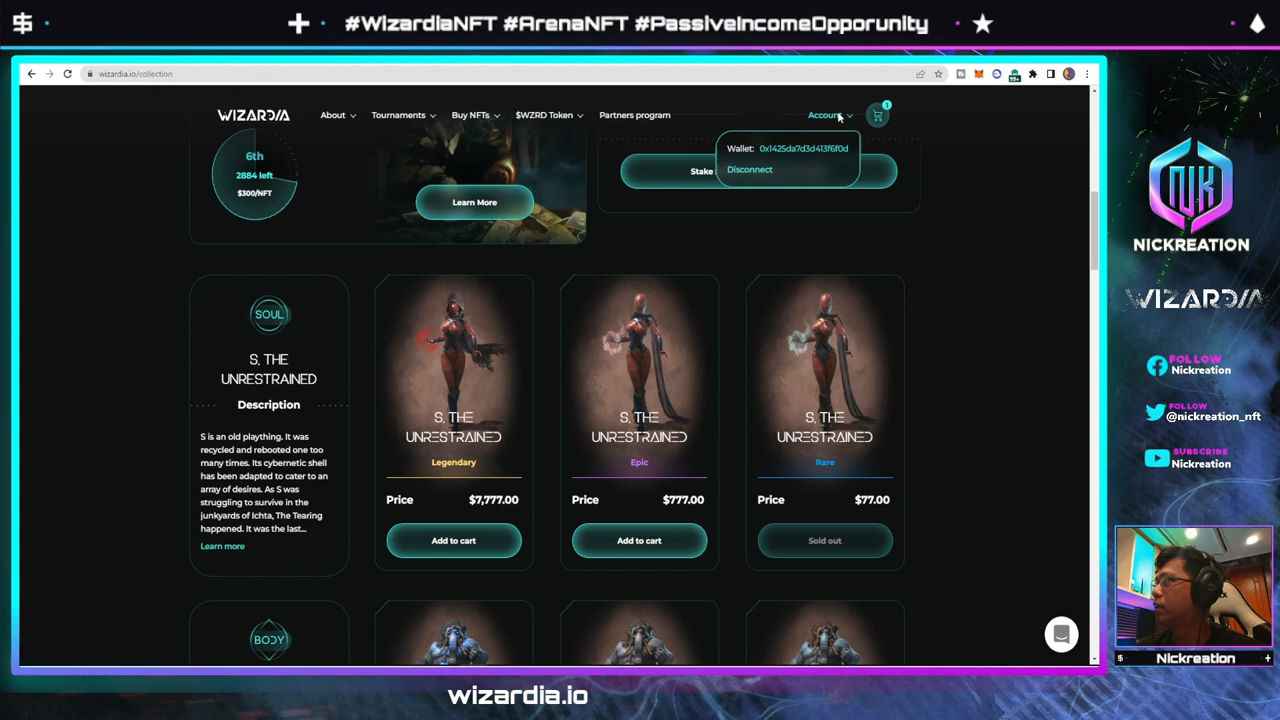 #WizardiaNFT #ArenaNFT #PassiveIncomeOpporunity
wizardia.io/collection
WIZARDIA
About
Tournaments
Buy NFTs
$WZRD Token
Partners program
Account
1
Wallet: 0x1425da7d3d413f6f0d
Disconnect
6th
2884 left
$300/NFT
Learn More
Stake
SOUL
S, THE
UNRESTRAINED
Description
S is an old plaything. It was
recycled and rebooted one too
many times. Its cybernetic shell
has been adapted to cater to an
array of desires. As S was
struggling to survive in the
junkyards of Ichta, The Tearing
happened. It was the last...
Learn more
S, THE
UNRESTRAINED
Legendary
Price $7,777.00
Add to cart
S, THE
UNRESTRAINED
Epic
Price $777.00
Add to cart
S, THE
UNRESTRAINED
Rare
Price $77.00
Sold out
BODY
NIK
NICKREATION
WIZARDIA
FOLLOW
Nickreation
FOLLOW
@nickreation_nft
SUBSCRIBE
Nickreation
$
Nickreation
wizardia.io